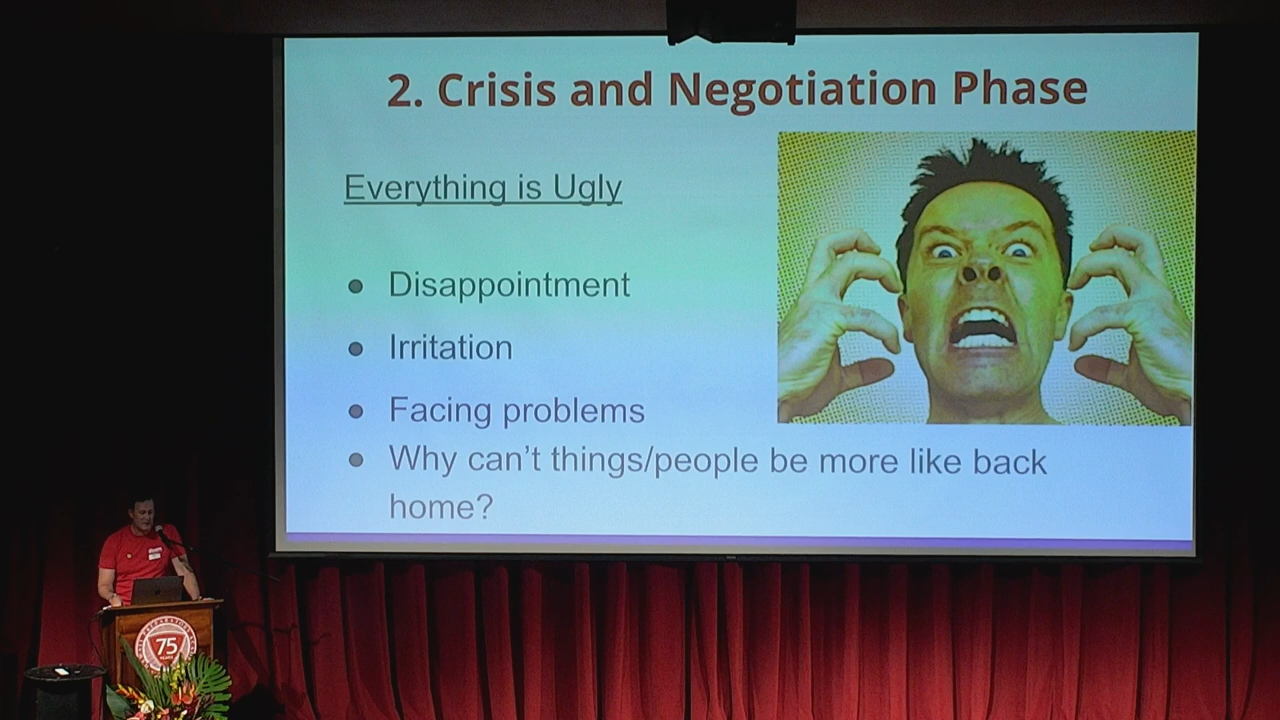 2. Crisis and Negotiation Phase
Everything is Ugly
● Disappointment
● Irritation
● Facing problems
● Why can't things/people be more like back
home?
75